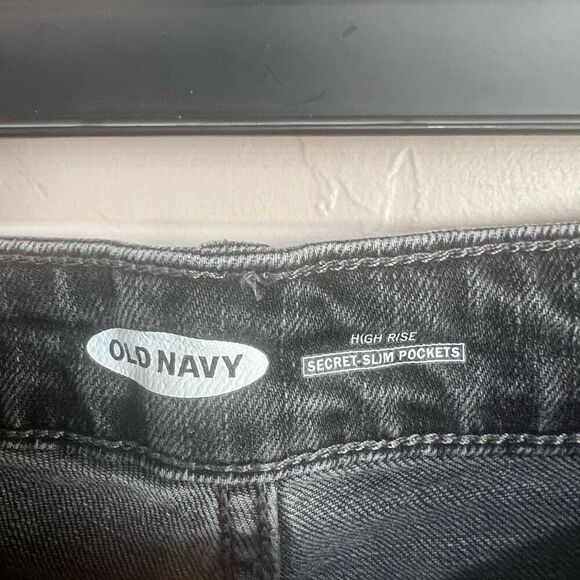 OLD NAVY
HIGH RISE
SECRET-SLIM POCKETS